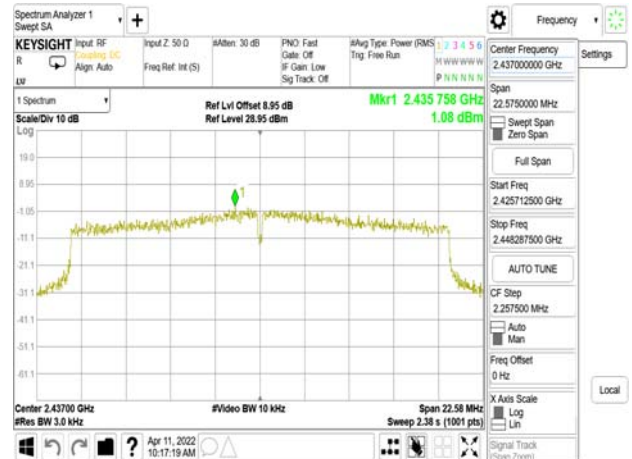 Spectrum Analyzer 1
Swept SA
Frequency
KEYSIGHT
Input: RF
Coupling: DC
Align: Auto
Input Z: 50 Ω
Freq Ref: Int (S)
#Atten: 30 dB
PNO: Fast
Gate: Off
IF Gain: Low
Sig Track: Off
#Avg Type: Power (RMS
Trig: Free Run
1 2 3 4 5 6
M W W W W W
P N N N N N
R
LW
1 Spectrum
Scale/Div 10 dB
Log
Ref Lvl Offset 8.95 dB
Ref Level 28.95 dBm
Mkr1 2.435 758 GHz
1.08 dBm
19.0
8.95
-1.05
-11.1
-21.1
-31.1
-41.1
-51.1
-61.1
1
Center 2.43700 GHz
#Res BW 3.0 kHz
#Video BW 10 kHz
Span 22.58 MHz
Sweep 2.38 s (1001 pts)
Apr 11, 2022
10:17:19 AM
Center Frequency
2.437000000 GHz
Settings
Span
22.5750000 MHz
Swept Span
Zero Span
Full Span
Start Freq
2.425712500 GHz
Stop Freq
2.448287500 GHz
AUTO TUNE
CF Step
2.257500 MHz
Auto
Man
Freq Offset
0 Hz
X Axis Scale
Log
Lin
Local
Signal Track
(Span Zoom)